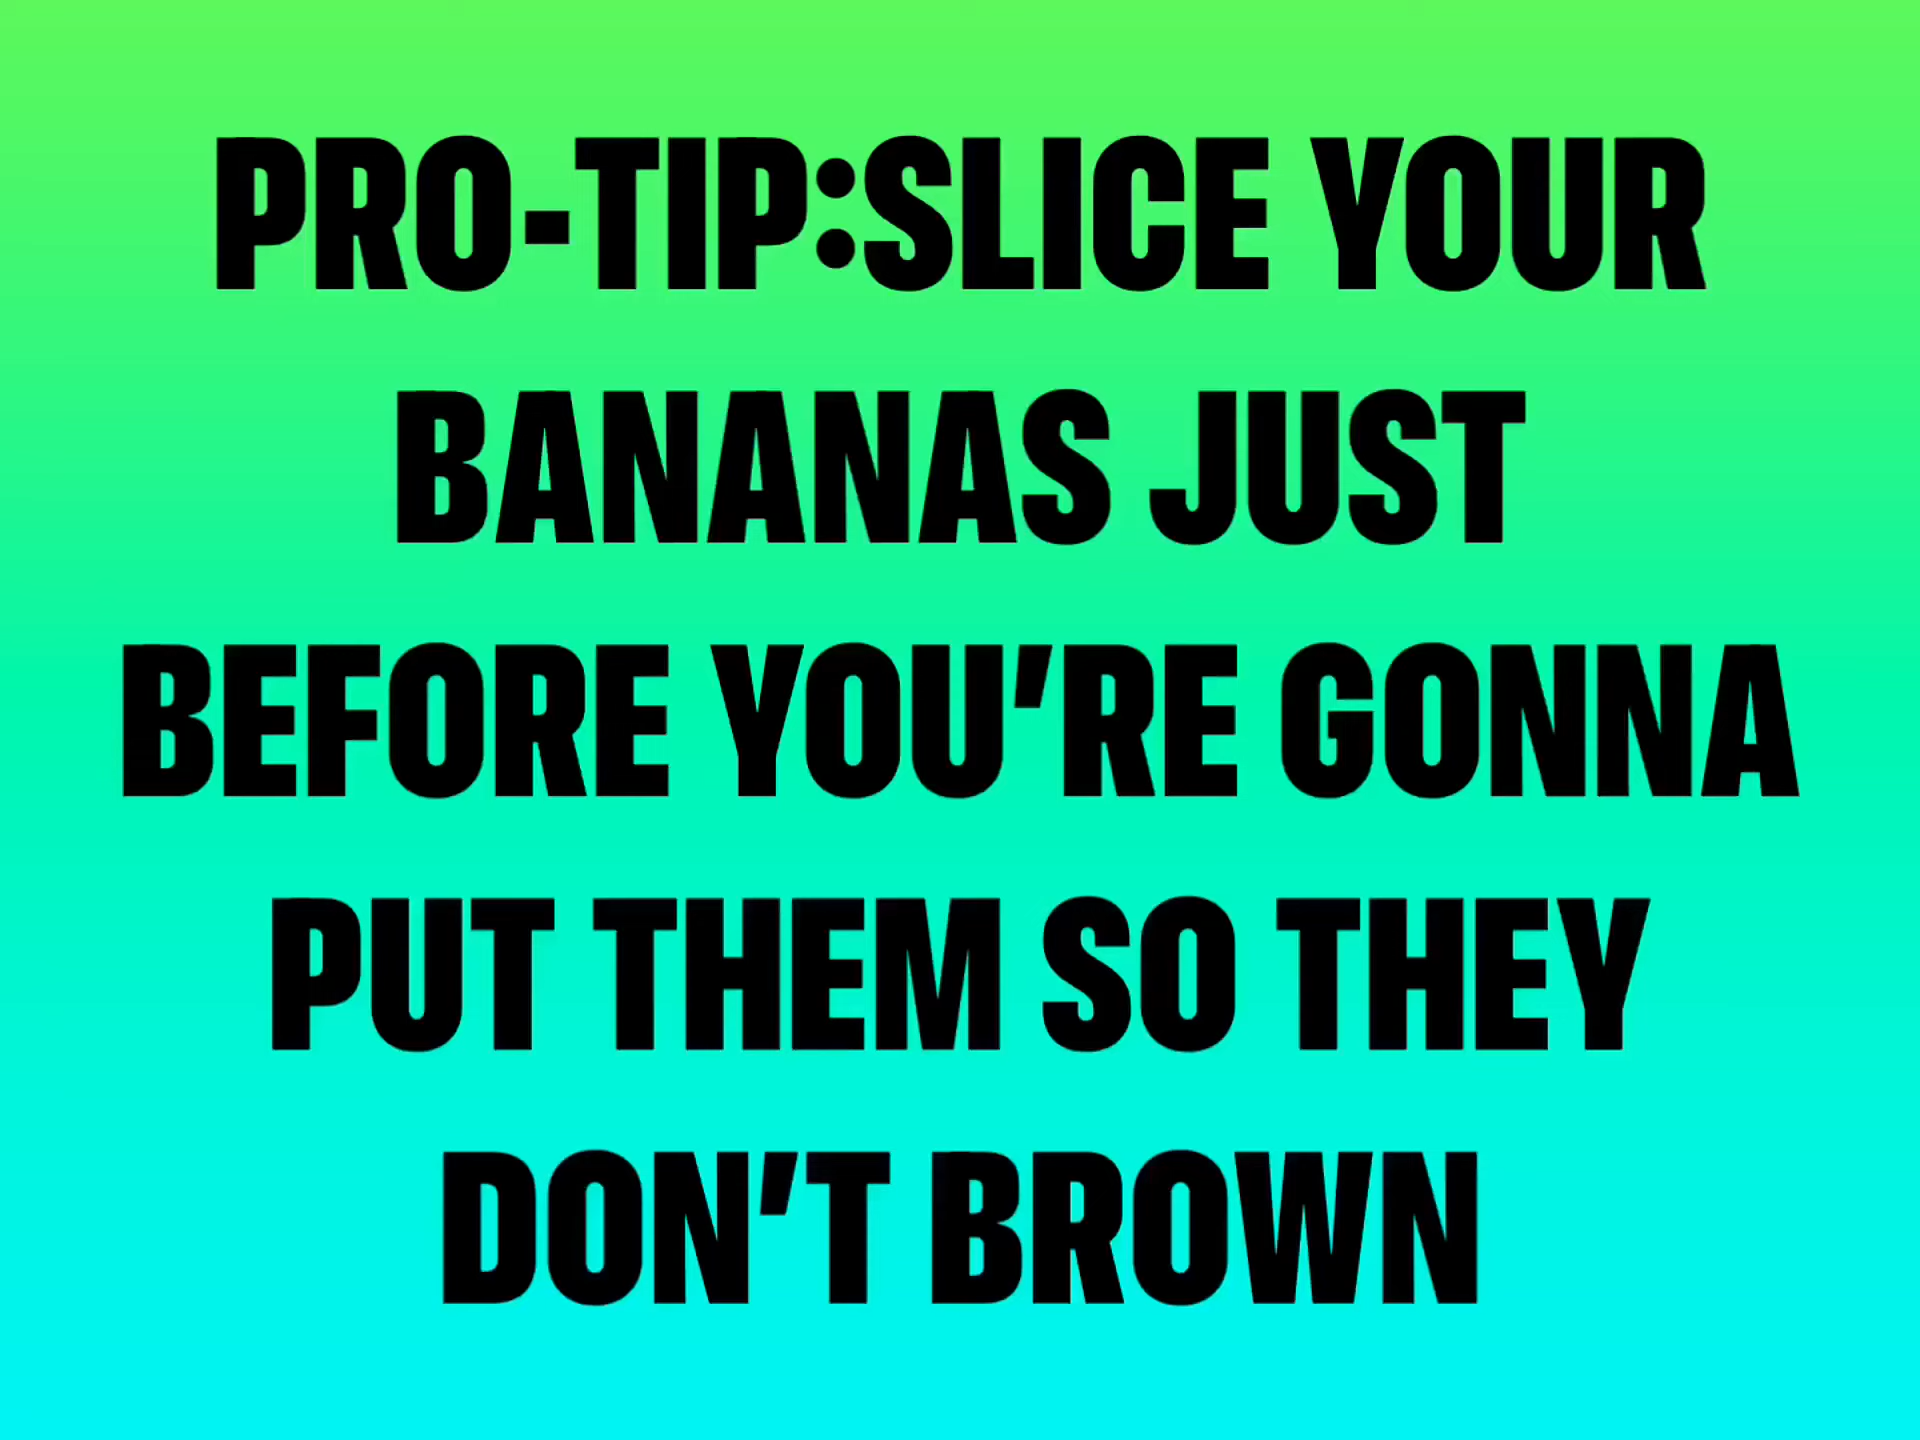 PRO-TIP:SLICE YOUR
BANANAS JUST
BEFORE YOU'RE GONNA
PUT THEM SO THEY
DON'T BROWN